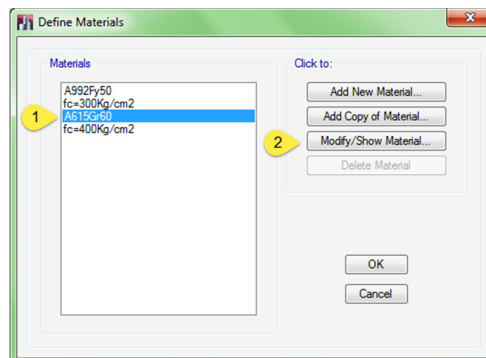 Define Materials
Materials
A992Fy50
fc=300Kg/cm2
A615Gr60
fc=400Kg/cm2
1
Click to:
Add New Material...
Add Copy of Material...
2
Modify/Show Material...
Delete Material
OK
Cancel